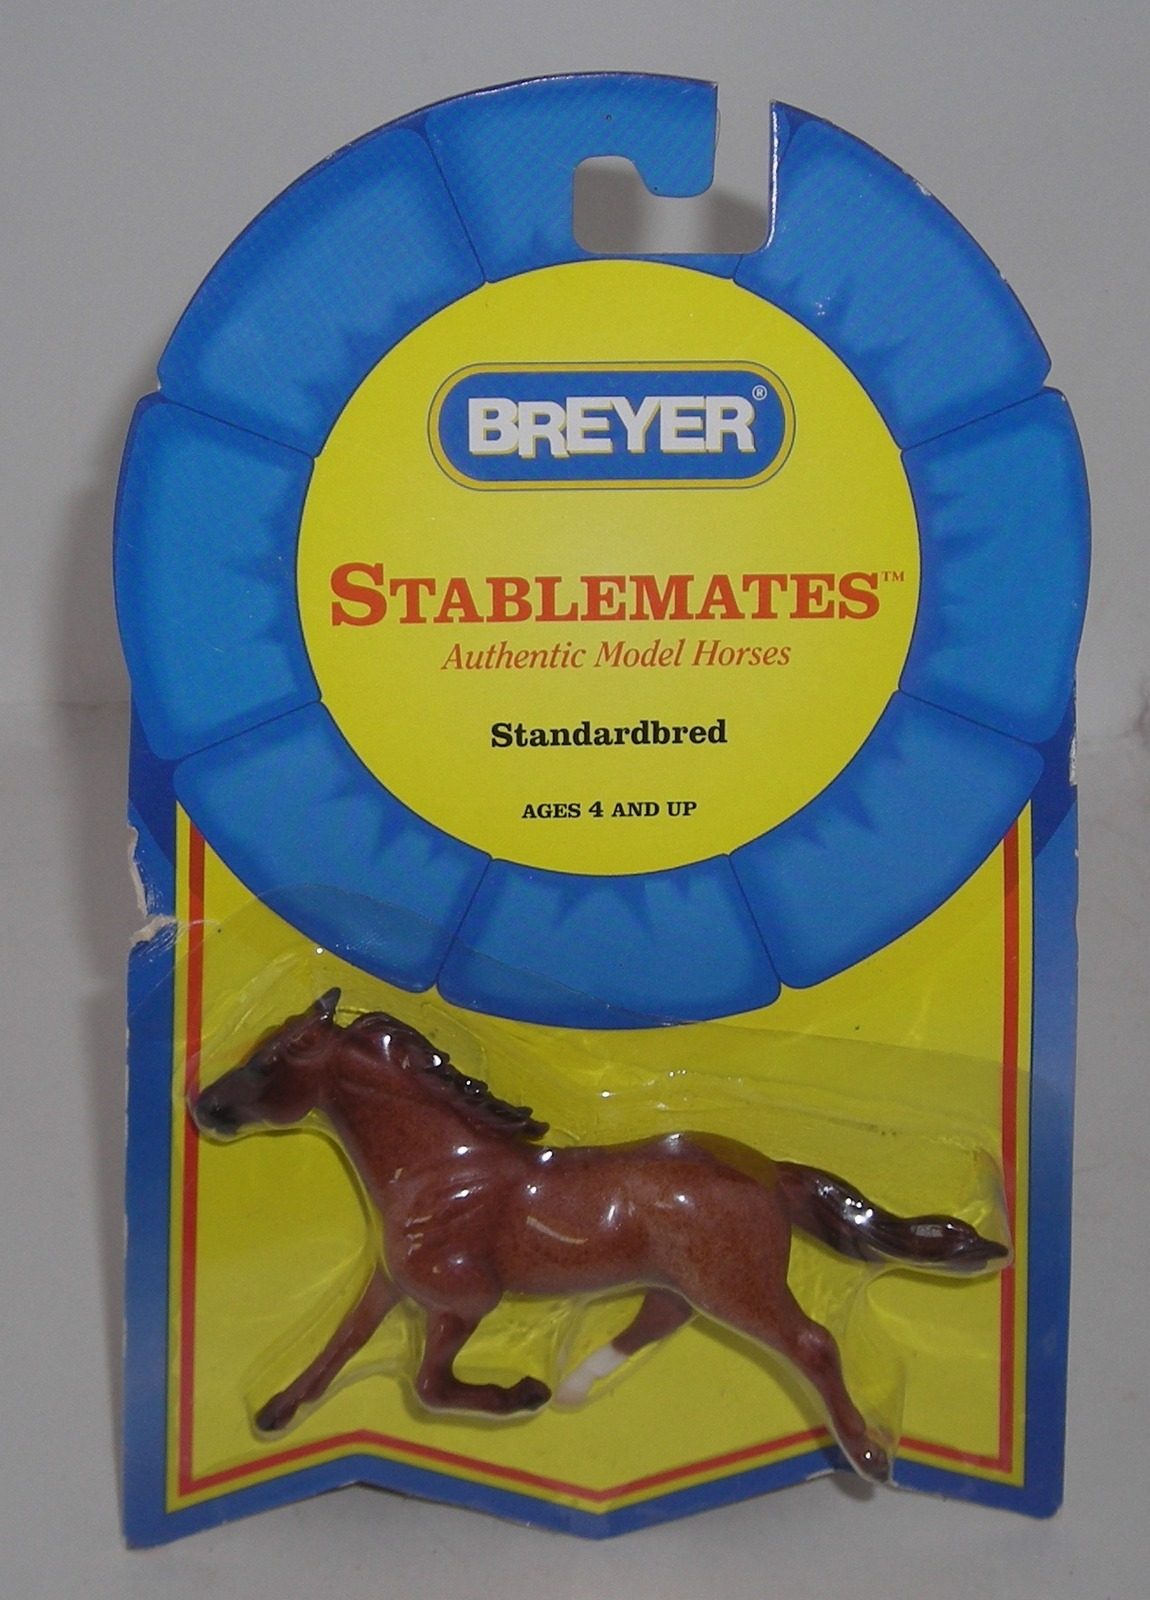 BREYER®
STABLEMATES™
Authentic Model Horses
Standardbred
AGES 4 AND UP